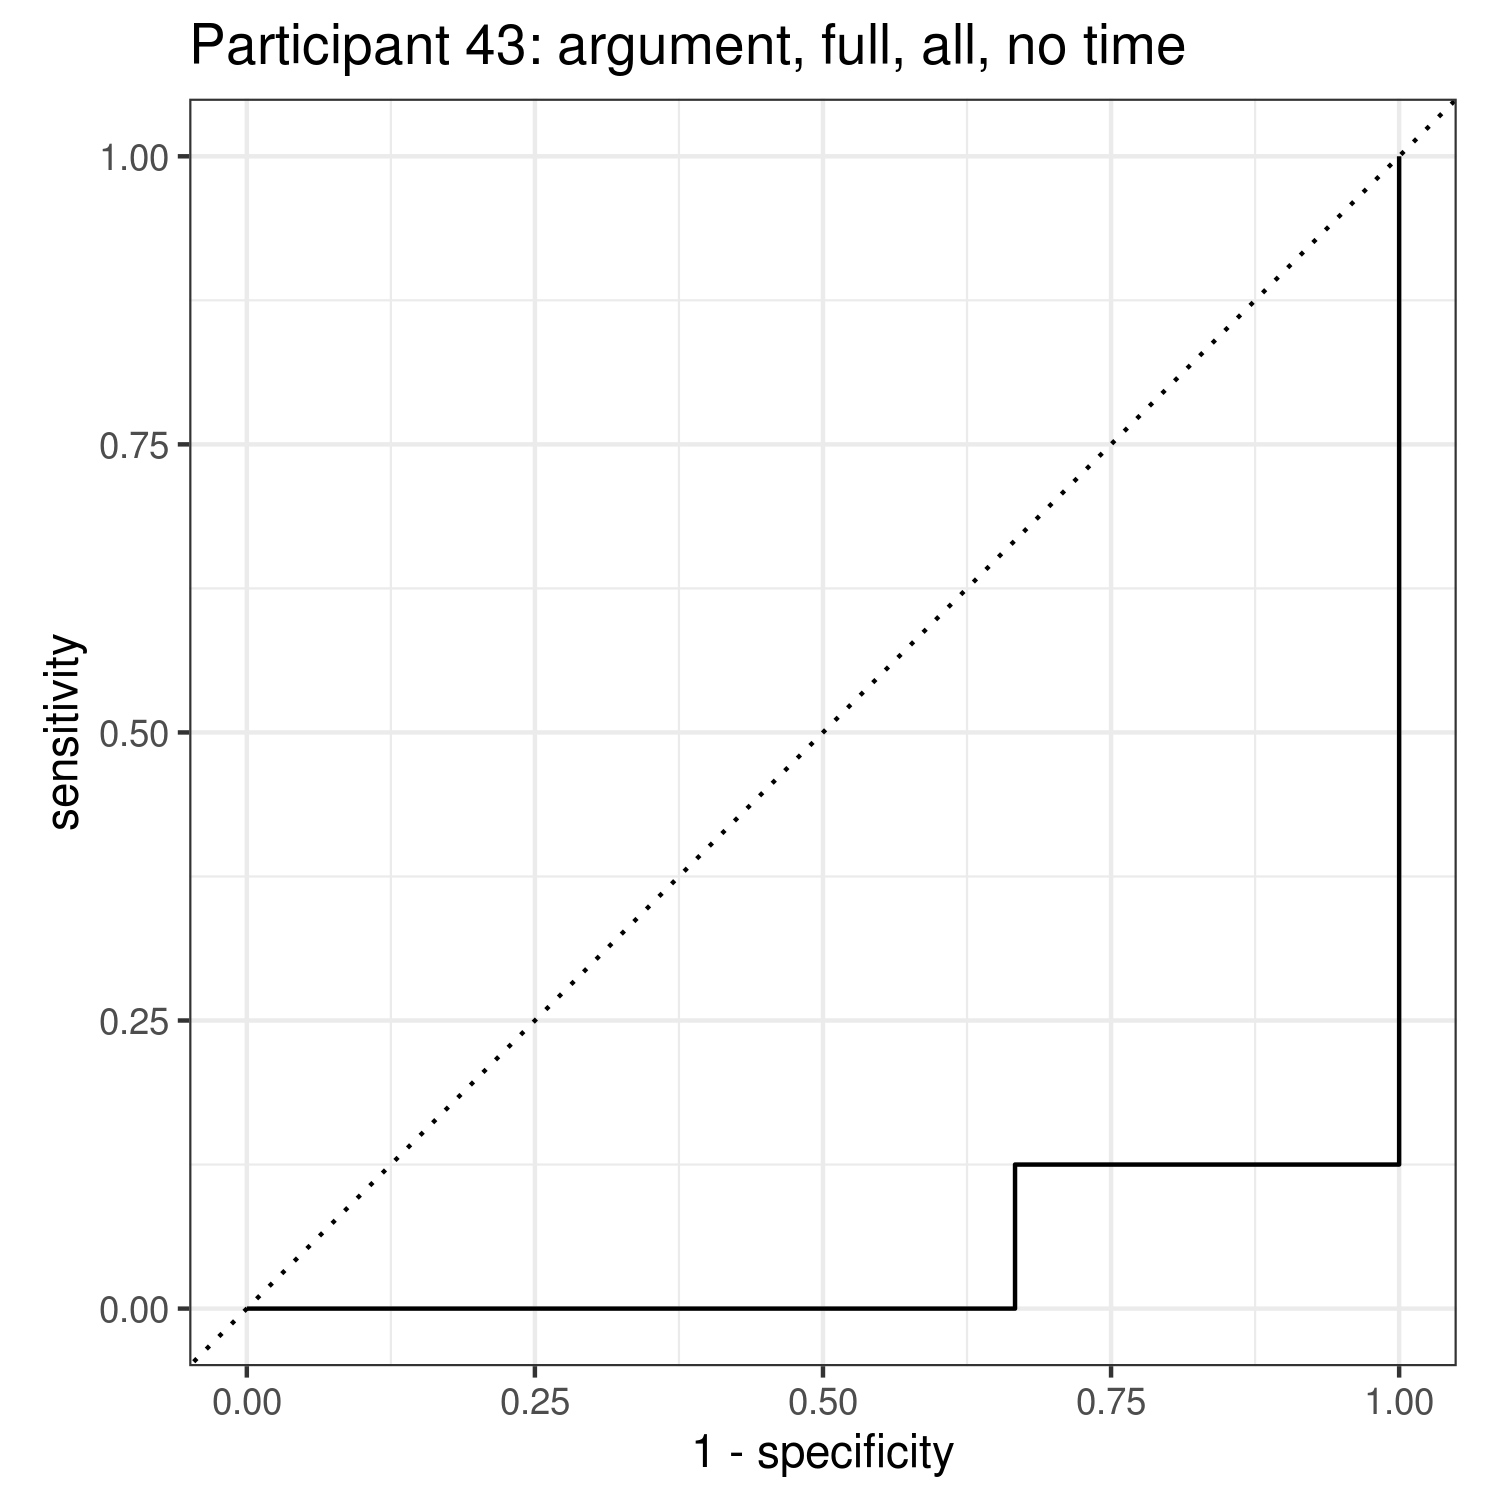 Participant 43: argument, full, all, no time
1.00
0.75
0.50
0.25
0.00
sensitivity
0.00 0.25 0.50 0.75 1.00
1 - specificity